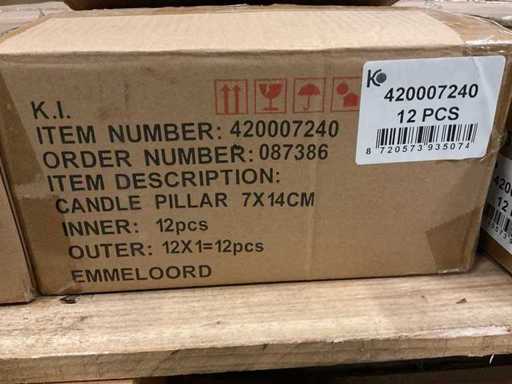 K.I.
ITEM NUMBER: 420007240
ORDER NUMBER: 087386
ITEM DESCRIPTION:
CANDLE PILLAR 7X14CM
INNER: 12pcs
OUTER: 12X1=12pcs
EMMELOORD
K
420007240
12 PCS
8 720573 935074